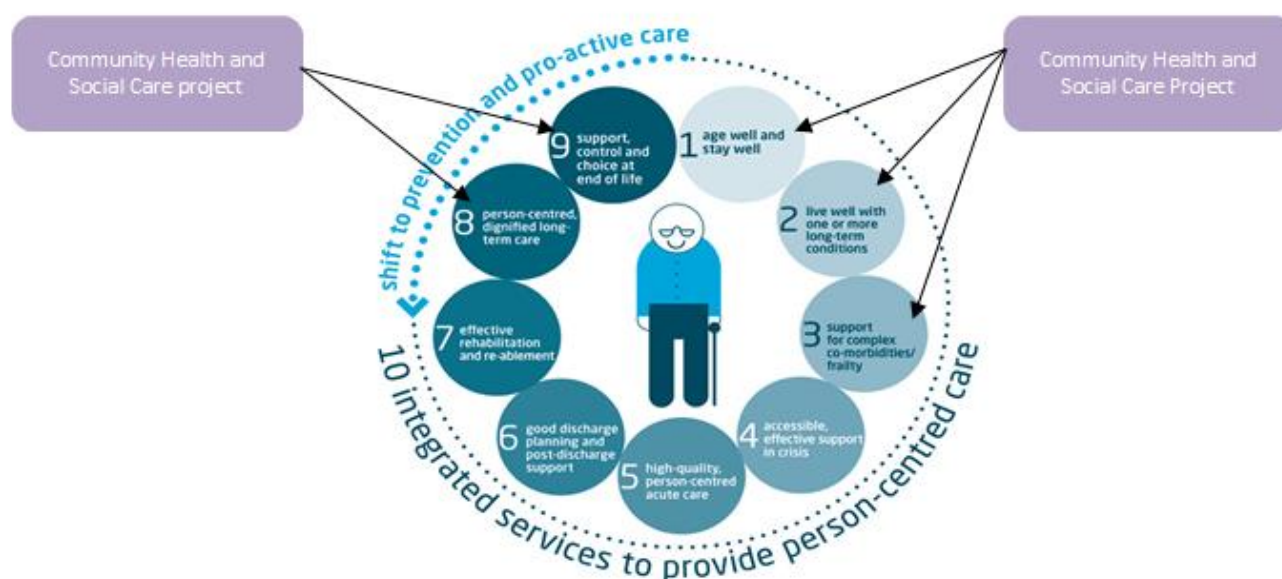 Community Health and
Social Care project
Community Health and
Social Care Project
shift to prevention and pro-active care
1 age well and
stay well
2 live well with
one or more
long-term
conditions
3 support
for complex
co-morbidities/
frailty
4 accessible,
effective support
in crisis
5 high-quality,
person-centred
acute care
6 good discharge
planning and
post-discharge
support
7 effective
rehabilitation
and re-ablement
8 person-centred,
dignified long-
term care
9 support,
control and
choice at
end of life
10 integrated services to provide person-centred care